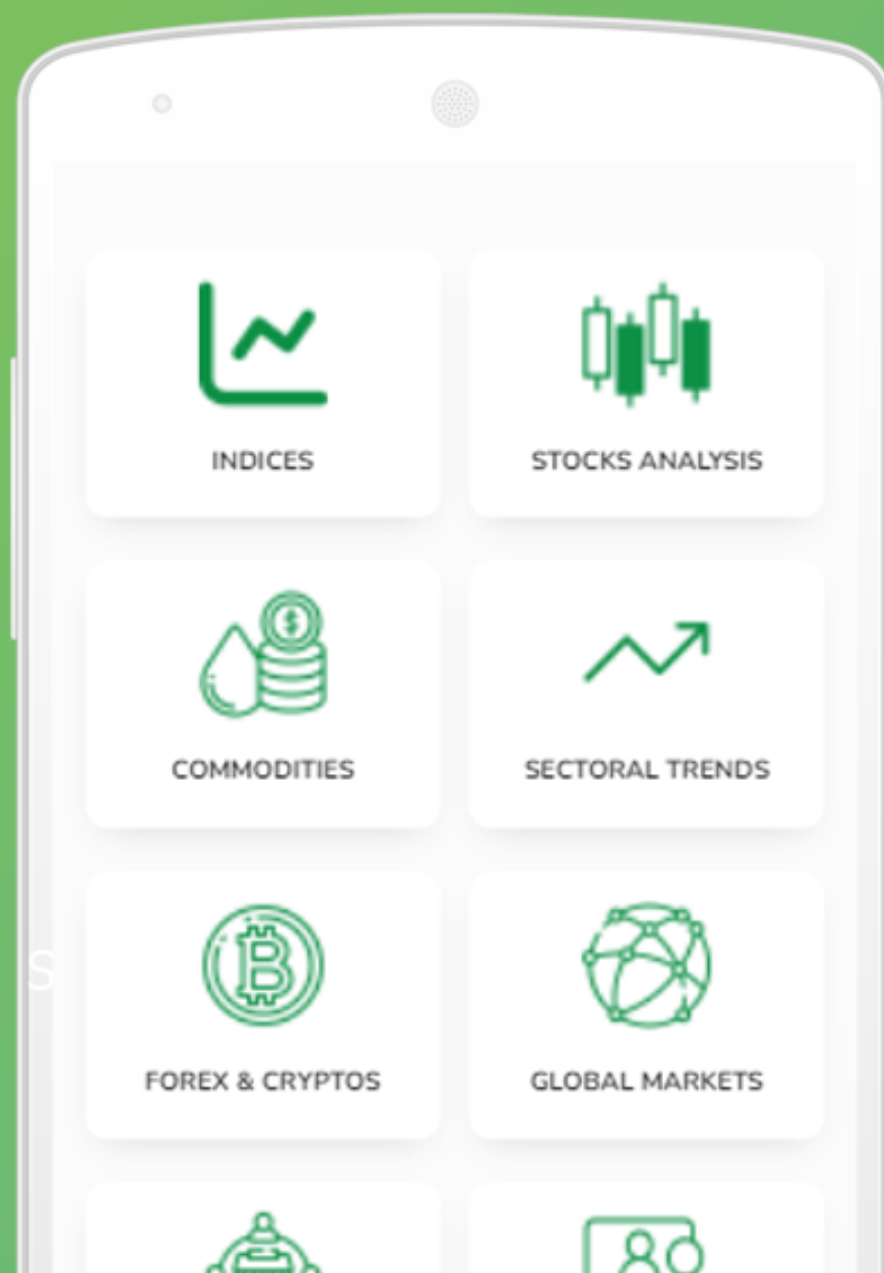 INDICES
STOCKS ANALYSIS
COMMODITIES
SECTORAL TRENDS
S
FOREX & CRYPTOS
GLOBAL MARKETS